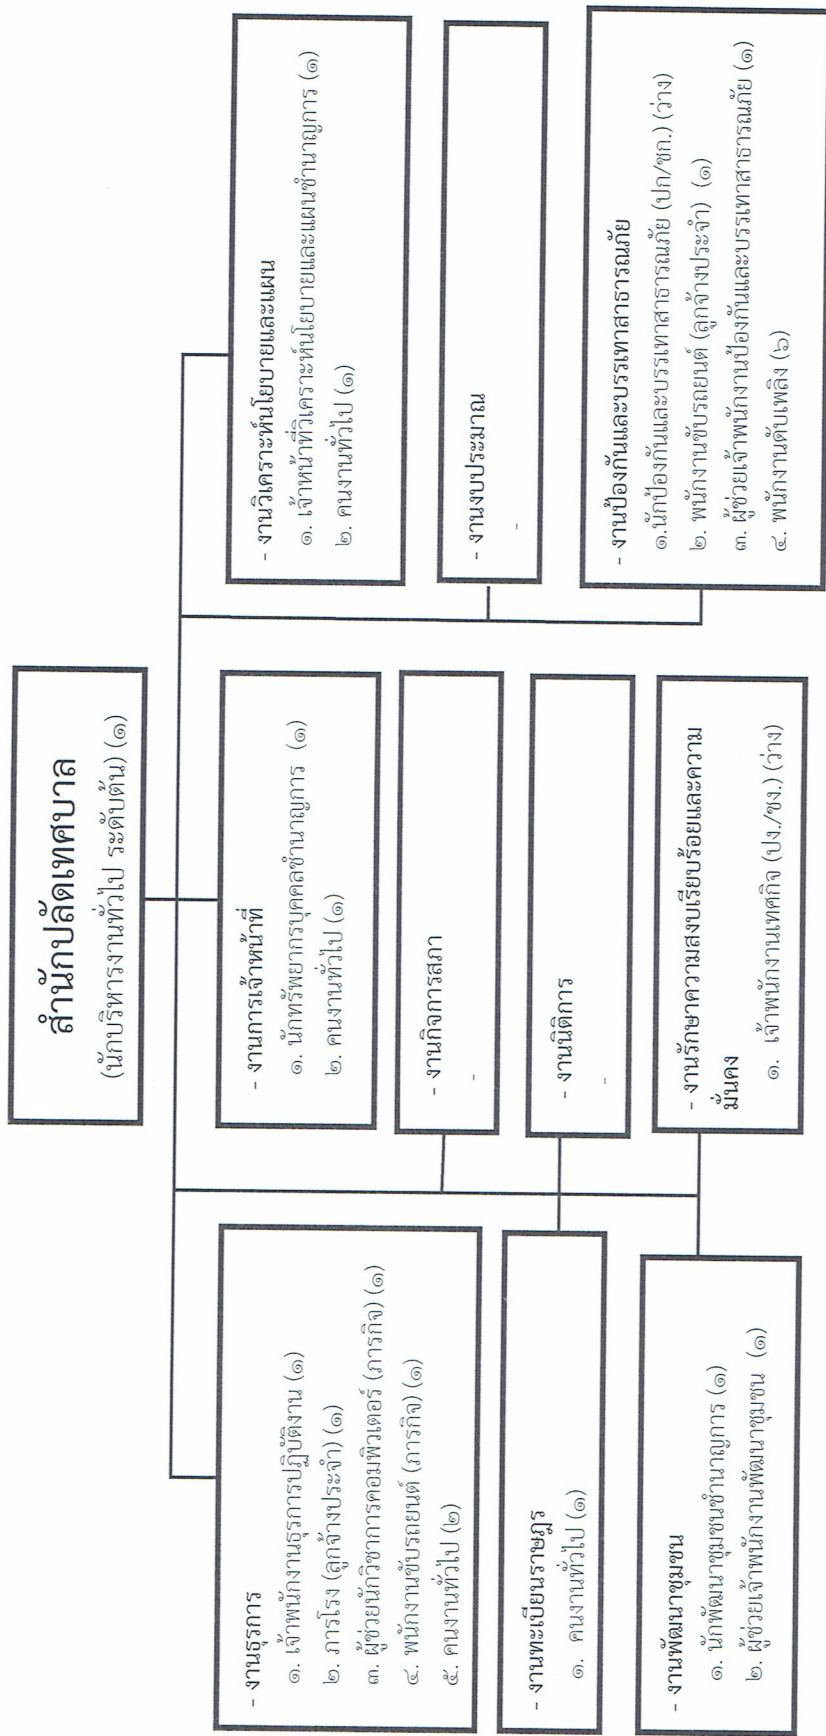 สำนักปลัดเทศบาล
(นักบริหารงานทั่วไป ระดับต้น) (๑)
- งานธุรการ
๑. เจ้าพนักงานธุรการปฏิบัติงาน (๑)
๒. ภารโรง (ลูกจ้างประจำ) (๑)
๓. ผู้ช่วยนักวิชาการคอมพิวเตอร์ (ภารกิจ) (๑)
๔. พนักงานขับรถยนต์ (ภารกิจ) (๑)
๕. คนงานทั่วไป (๒)
- งานทะเบียนราษฎร
๑. คนงานทั่วไป (๑)
- งานพัฒนาชุมชน
๑. นักพัฒนาชุมชนชำนาญการ (๑)
๒. ผู้ช่วยเจ้าพนักงานพัฒนาชุมชน (๑)
- งานการเจ้าหน้าที่
๑. นักทรัพยากรบุคคลชำนาญการ (๑)
๒. คนงานทั่วไป (๑)
- งานกิจการสภา
-
- งานนิติการ
-
- งานรักษาความสงบเรียบร้อยและความ
มั่นคง
๑. เจ้าพนักงานเทศกิจ (ปง./ชง.) (ว่าง)
- งานวิเคราะห์นโยบายและแผน
๑. เจ้าหน้าที่วิเคราะห์นโยบายและแผนชำนาญการ (๑)
๒. คนงานทั่วไป (๑)
- งานงบประมาณ
-
- งานป้องกันและบรรเทาสาธารณภัย
๑.นักป้องกันและบรรเทาสาธารณภัย (ปก/ชก.) (ว่าง)
๒. พนักงานขับรถยนต์ (ลูกจ้างประจำ) (๑)
๓. ผู้ช่วยเจ้าพนักงานป้องกันและบรรเทาสาธารณภัย (๑)
๔. พนักงานดับเพลิง (๖)